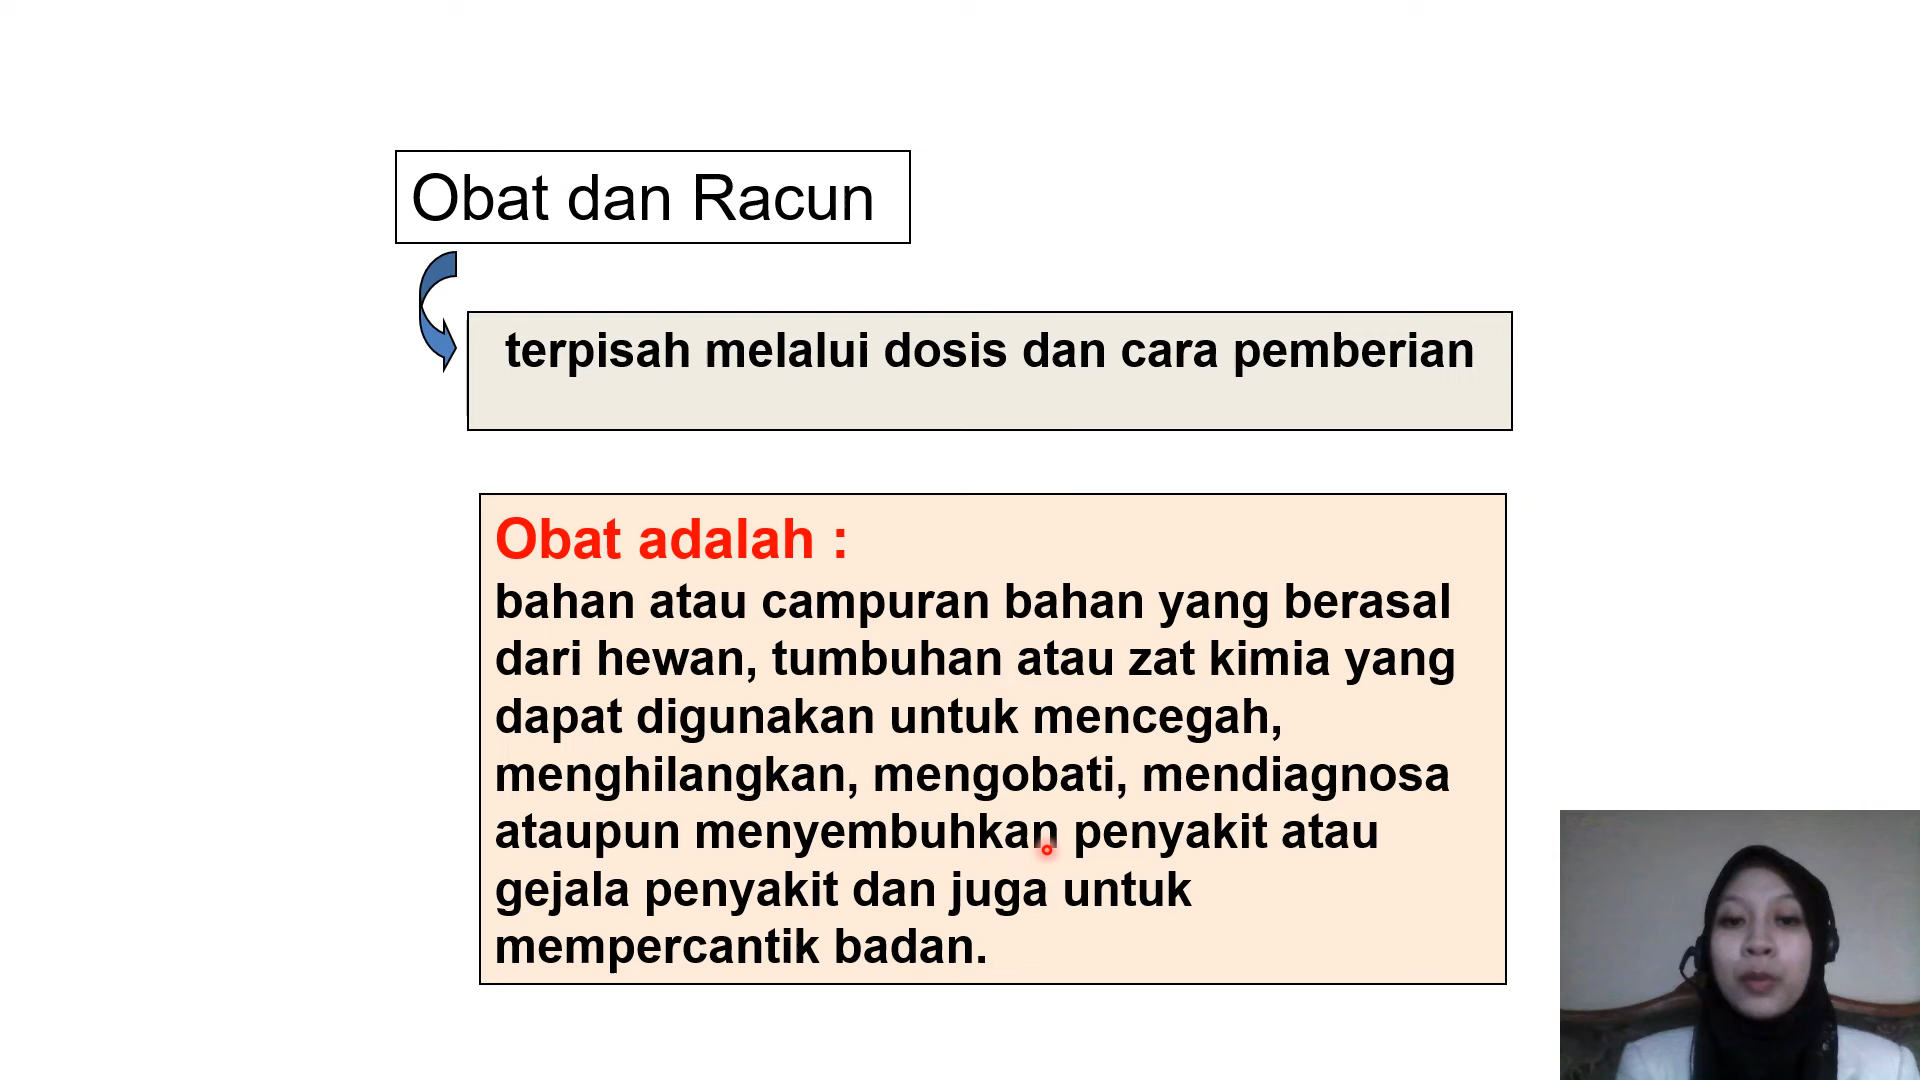 Obat dan Racun
terpisah melalui dosis dan cara pemberian
Obat adalah :
bahan atau campuran bahan yang berasal
dari hewan, tumbuhan atau zat kimia yang
dapat digunakan untuk mencegah,
menghilangkan, mengobati, mendiagnosa
ataupun menyembuhkan penyakit atau
gejala penyakit dan juga untuk
mempercantik badan.